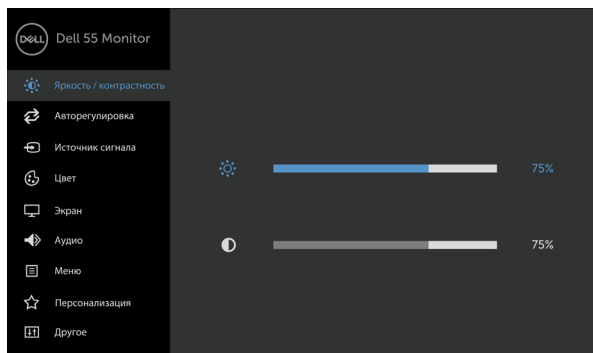 DELL Dell 55 Monitor
Яркость / контрастность
Авторегулировка
Источник сигнала
75%
Цвет
Экран
Аудио
75%
Меню
Персонализация
Другое